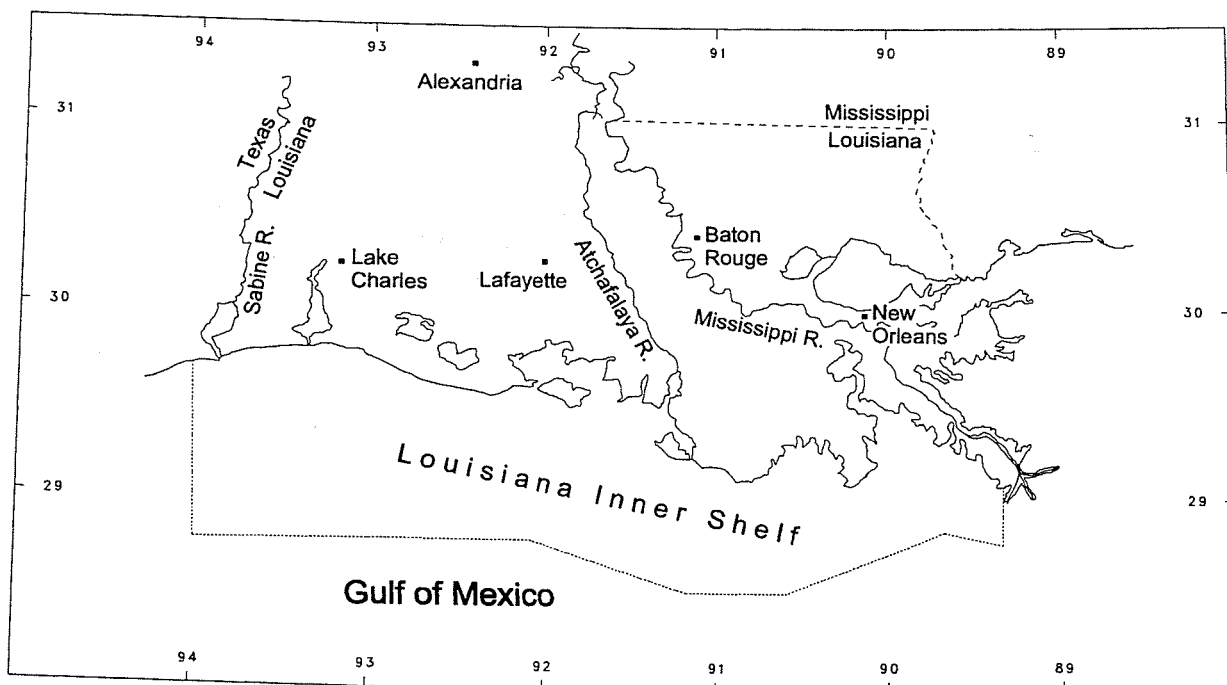 94 93 92 91 90 89
Alexandria
31 31
Mississippi
Louisiana
Texas
Louisiana
Sabine R.
Lake
Charles
Lafayette
Atchafalaya R.
Baton
Rouge
30 30
Mississippi R.
New
Orleans
29 29
Louisiana Inner Shelf
Gulf of Mexico
94 93 92 91 90 89